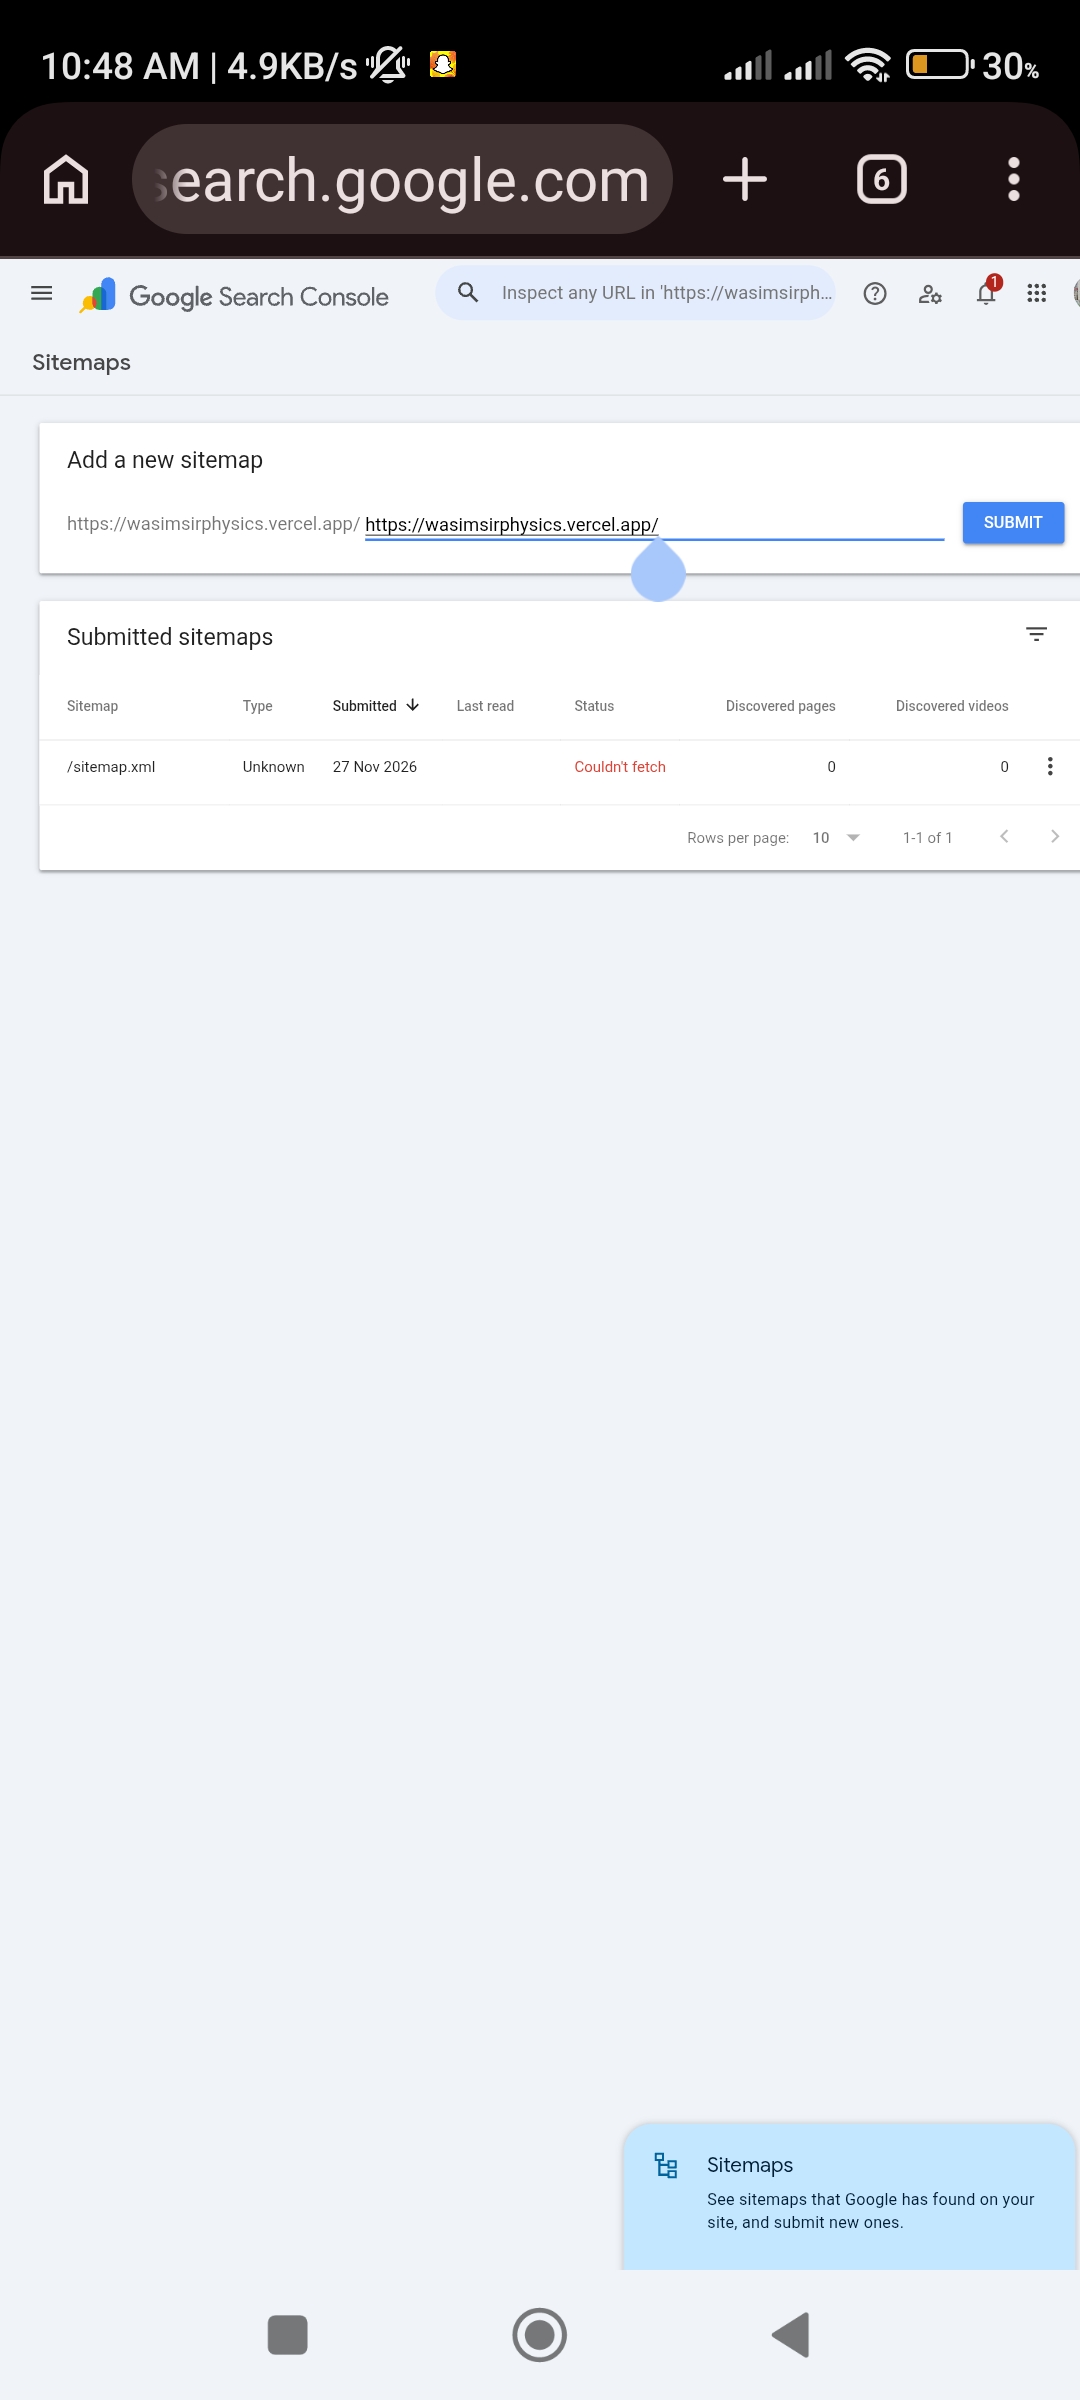 10:48 AM | 4.9KB/s 30%
search.google.com 6
Google Search Console Inspect any URL in 'https://wasimsirph... 1
Sitemaps
Add a new sitemap
https://wasimsirphysics.vercel.app/ https://wasimsirphysics.vercel.app/ SUBMIT
Submitted sitemaps
Sitemap Type Submitted Last read Status Discovered pages Discovered videos
/sitemap.xml Unknown 27 Nov 2026 Couldn't fetch 0 0
Rows per page: 10 1-1 of 1
Sitemaps
See sitemaps that Google has found on your
site, and submit new ones.